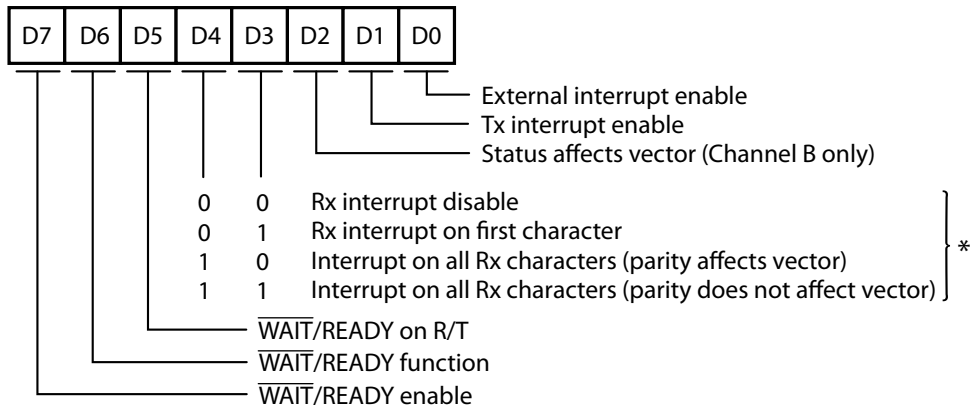 D7 D6 D5 D4 D3 D2 D1 D0
External interrupt enable
Tx interrupt enable
Status affects vector (Channel B only)
0 0 Rx interrupt disable
0 1 Rx interrupt on first character
1 0 Interrupt on all Rx characters (parity affects vector)
1 1 Interrupt on all Rx characters (parity does not affect vector)
*
W̅A̅I̅T̅/READY on R/T
W̅A̅I̅T̅/READY function
W̅A̅I̅T̅/READY enable